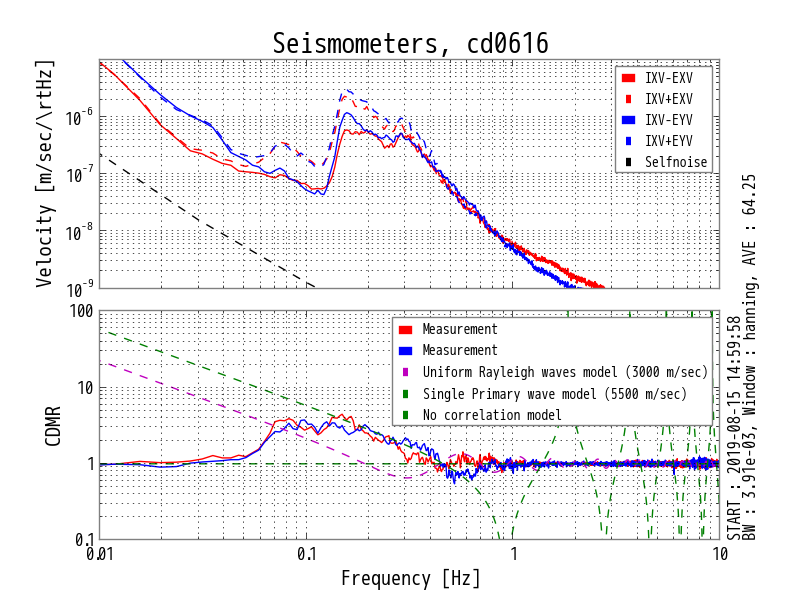 Seismometers, cd0616
Velocity [m/sec/\rtHz]
10^-6
10^-7
10^-8
10^-9
IXV-EXV
IXV+EXV
IXV-EYV
IXV+EYV
Selfnoise
CDMR
100
10
1
0.1
Measurement
Measurement
Uniform Rayleigh waves model (3000 m/sec)
Single Primary wave model (5500 m/sec)
No correlation model
0.01
0.1
1
10
Frequency [Hz]
START : 2019-08-15 14:59:58
BW : 3.91e-03, Window : hanning, AVE : 64.25